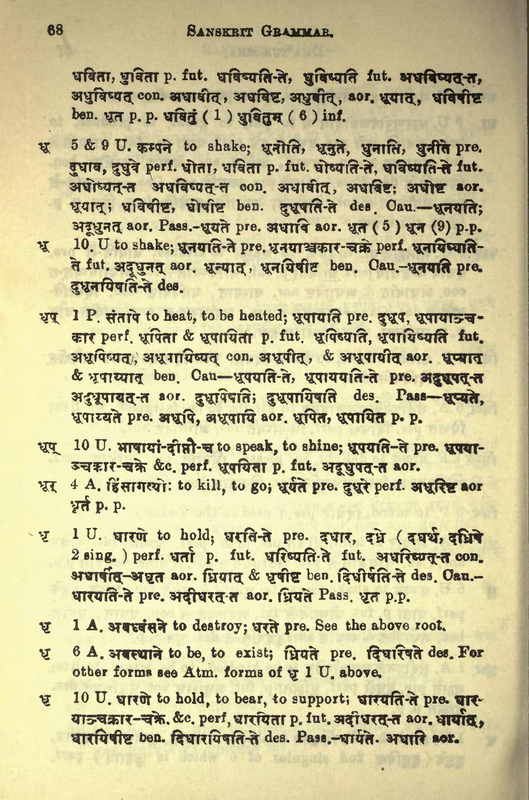 68 SANSKRIT GRAMMAR.
धविता, धुविता p. fut. धविष्यति-ते, धुविष्यति fut. अधविष्यत्-त,
अधुविष्यत् con. अधावीत्, अधविष्ट, अधुवीत्, aor. धूयात्, धविषीष्ट
ben. धूत p. p. धवितुं ( 1 ) धुवितुम् ( 6 ) inf.
धू 5 & 9 U. कम्पने to shake; धूनोति, धूनुते, धुनाति, धुनीते pre.
दुधाव, दुधुवे perf. धोता, धविता p. fut. धोष्यति-ते, धविष्यति-ते fut.
अधोष्यत्-त अधविष्यत्-त con. अधावीत्, अधविष्ट; अधोष्ट aor.
धूयात्; धविषीष्ट, धोषीष्ट ben. दुधूषति-ते des. Cau.—धूनयति;
अदूधुनत् aor. Pass.-धूयते pre. अधावि aor. धूत ( 5 ) धून (9) p.p.
धू 10. U to shake; धूनयति-ते pre. धूनयाञ्चकार-चक्रे perf. धूनयिष्यति-
ते fut. अदूधुनत् aor. धून्यात्, धूनयिषीष्ट ben. Cau.-धूनयति pre.
दुधूनयिषति-ते des.
धूप् 1 P. संतापे to heat, to be heated; धूपायति pre. दुधूप, धूपायाञ्च-
कार perf. धूपिता & धूपायिता p. fut. धूपिष्यति, धूपायिष्यति fut.
अधूपिष्यत्, अधूपायिष्यत् con. अधूपीत्, & अधूपायीत् aor. धूप्यात्
& धूपाय्यात् ben. Cau—धूपयति-ते, धूपाययति-ते pre. अदुधूपत्-त
अदुधूपायत्-त aor. दुधूपिषति; दुधूपायिषति des. Pass—धूप्यते,
धूपाय्यते pre. अधूपि, अधूपायि aor. धूपित, धूपायित p. p.
धूप् 10 U. भाषायां-दीप्तौ-च to speak, to shine; धूपयति-ते pre. धूपया-
ञ्चकार-चक्रे &c. perf. धूपयिता p. fut. अदूधुपत्-त aor.
धूर् 4 A. हिंसागत्योः to kill, to go; धूर्यते pre. दुधूरे perf. अधूरिष्ट aor
धूर्त p. p.
धृ 1 U. धारणे to hold; धरति-ते pre. दधार, दध्रे ( दधर्थ, दध्रिषे
2 sing. ) perf. धर्ता p. fut. धरिष्यति-ते fut. अधरिष्यत्-त con.
अधार्षीत्-अधृत aor. ध्रियात् & धृषीष्ट ben. दिधीर्षति-ते des. Cau.-
धारयति-ते pre. अदीधरत्-त aor. ध्रियते Pass. धृत p.p.
धृ 1 A. अवध्वंसने to destroy; धरते pre. See the above root.
धृ 6 A. अवस्थाने to be, to exist; ध्रियते pre. दिधरिषते des. For
other forms see Atm. forms of धृ 1 U. above.
धृ 10 U. धारणे to hold, to bear, to support; धारयति-ते pre. धार-
याञ्चकार-चक्रे. &c. perf, धारयिता p. fut. अदीधरत्-त aor. धार्यात्,
धारयिषीष्ट ben. दिधारयिषति-ते des. Pass.-धार्यते. अधारि aor.